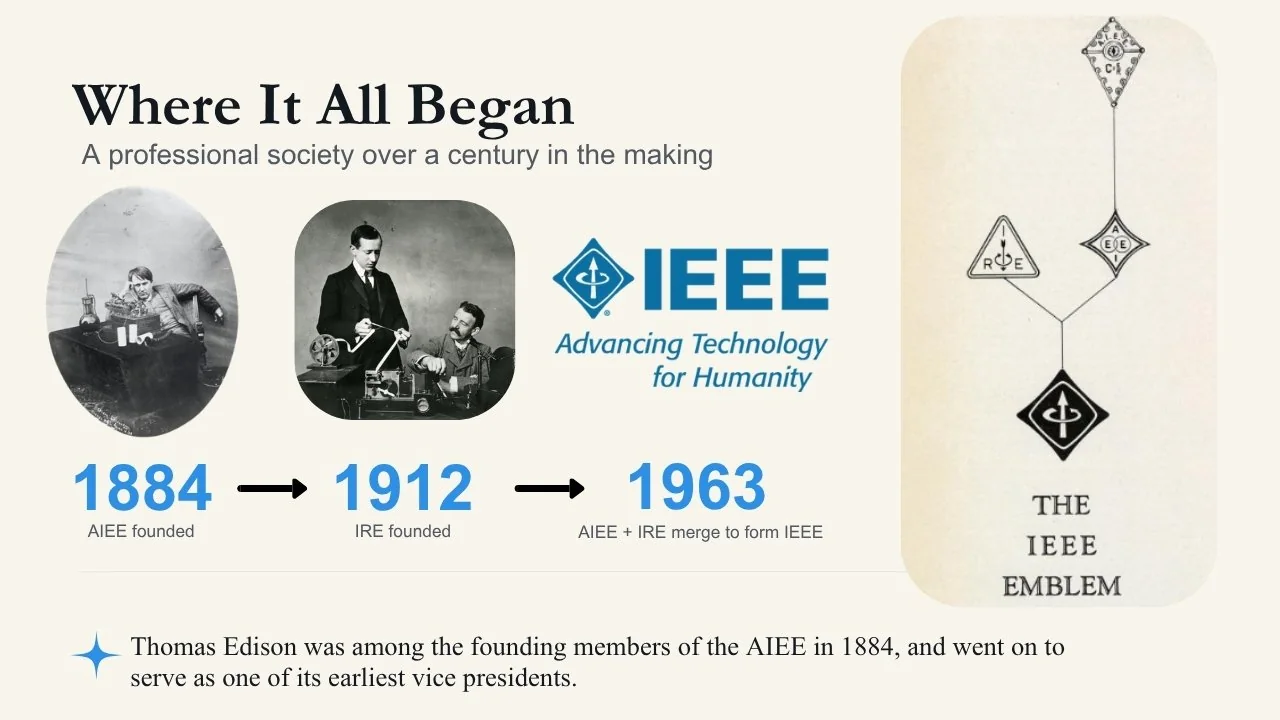 Where It All Began
A professional society over a century in the making
IEEE
Advancing Technology
for Humanity
1884
AIEE founded
1912
IRE founded
1963
AIEE + IRE merge to form IEEE
A.I.E.E.
I
R E
A
E E
I
THE
IEEE
EMBLEM
Thomas Edison was among the founding members of the AIEE in 1884, and went on to
serve as one of its earliest vice presidents.